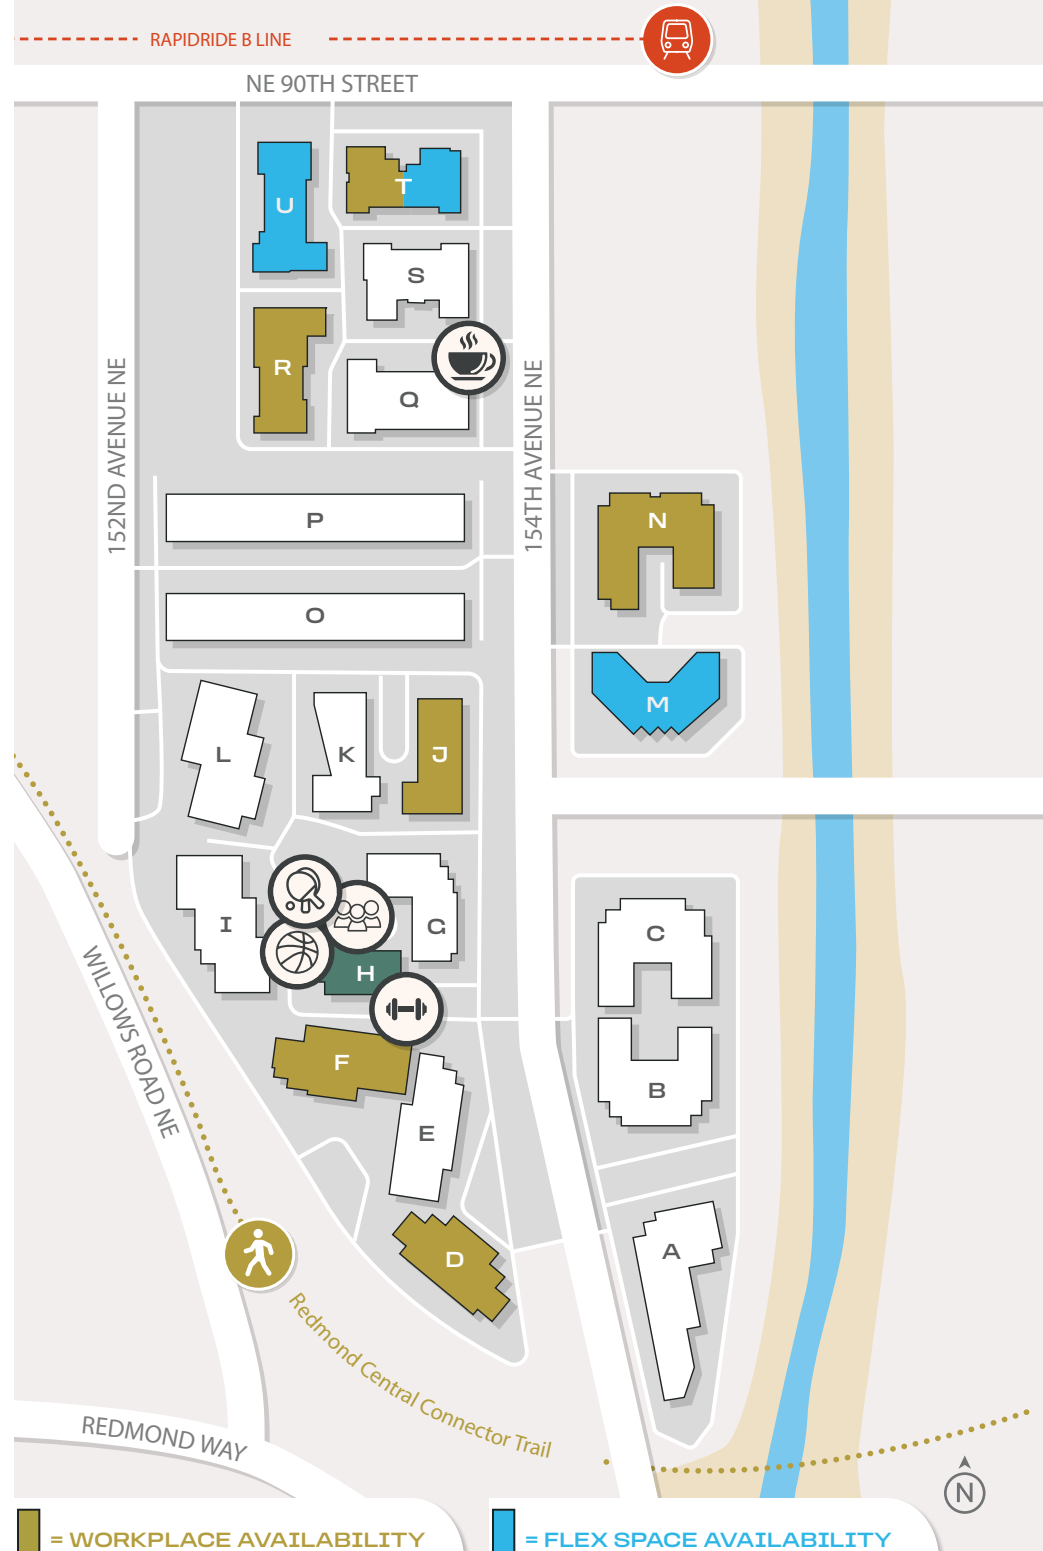 RAPIDRIDE B LINE
NE 90TH STREET
U
T
S
R
Q
152ND AVENUE NE
154TH AVENUE NE
P
N
O
M
L
K
J
I
G
C
H
WILLOWS ROAD NE
F
B
E
A
D
Redmond Central Connector Trail
REDMOND WAY
N
= WORKPLACE AVAILABILITY
= FLEX SPACE AVAILABILITY